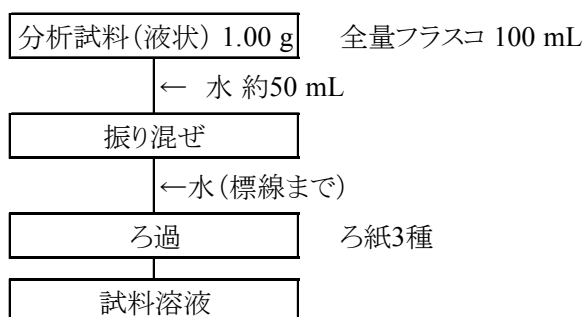 分析試料（液状） 1.00 g 全量フラスコ 100 mL
← 水 約50 mL
振り混ぜ
←水（標線まで）
ろ過 ろ紙3種
試料溶液